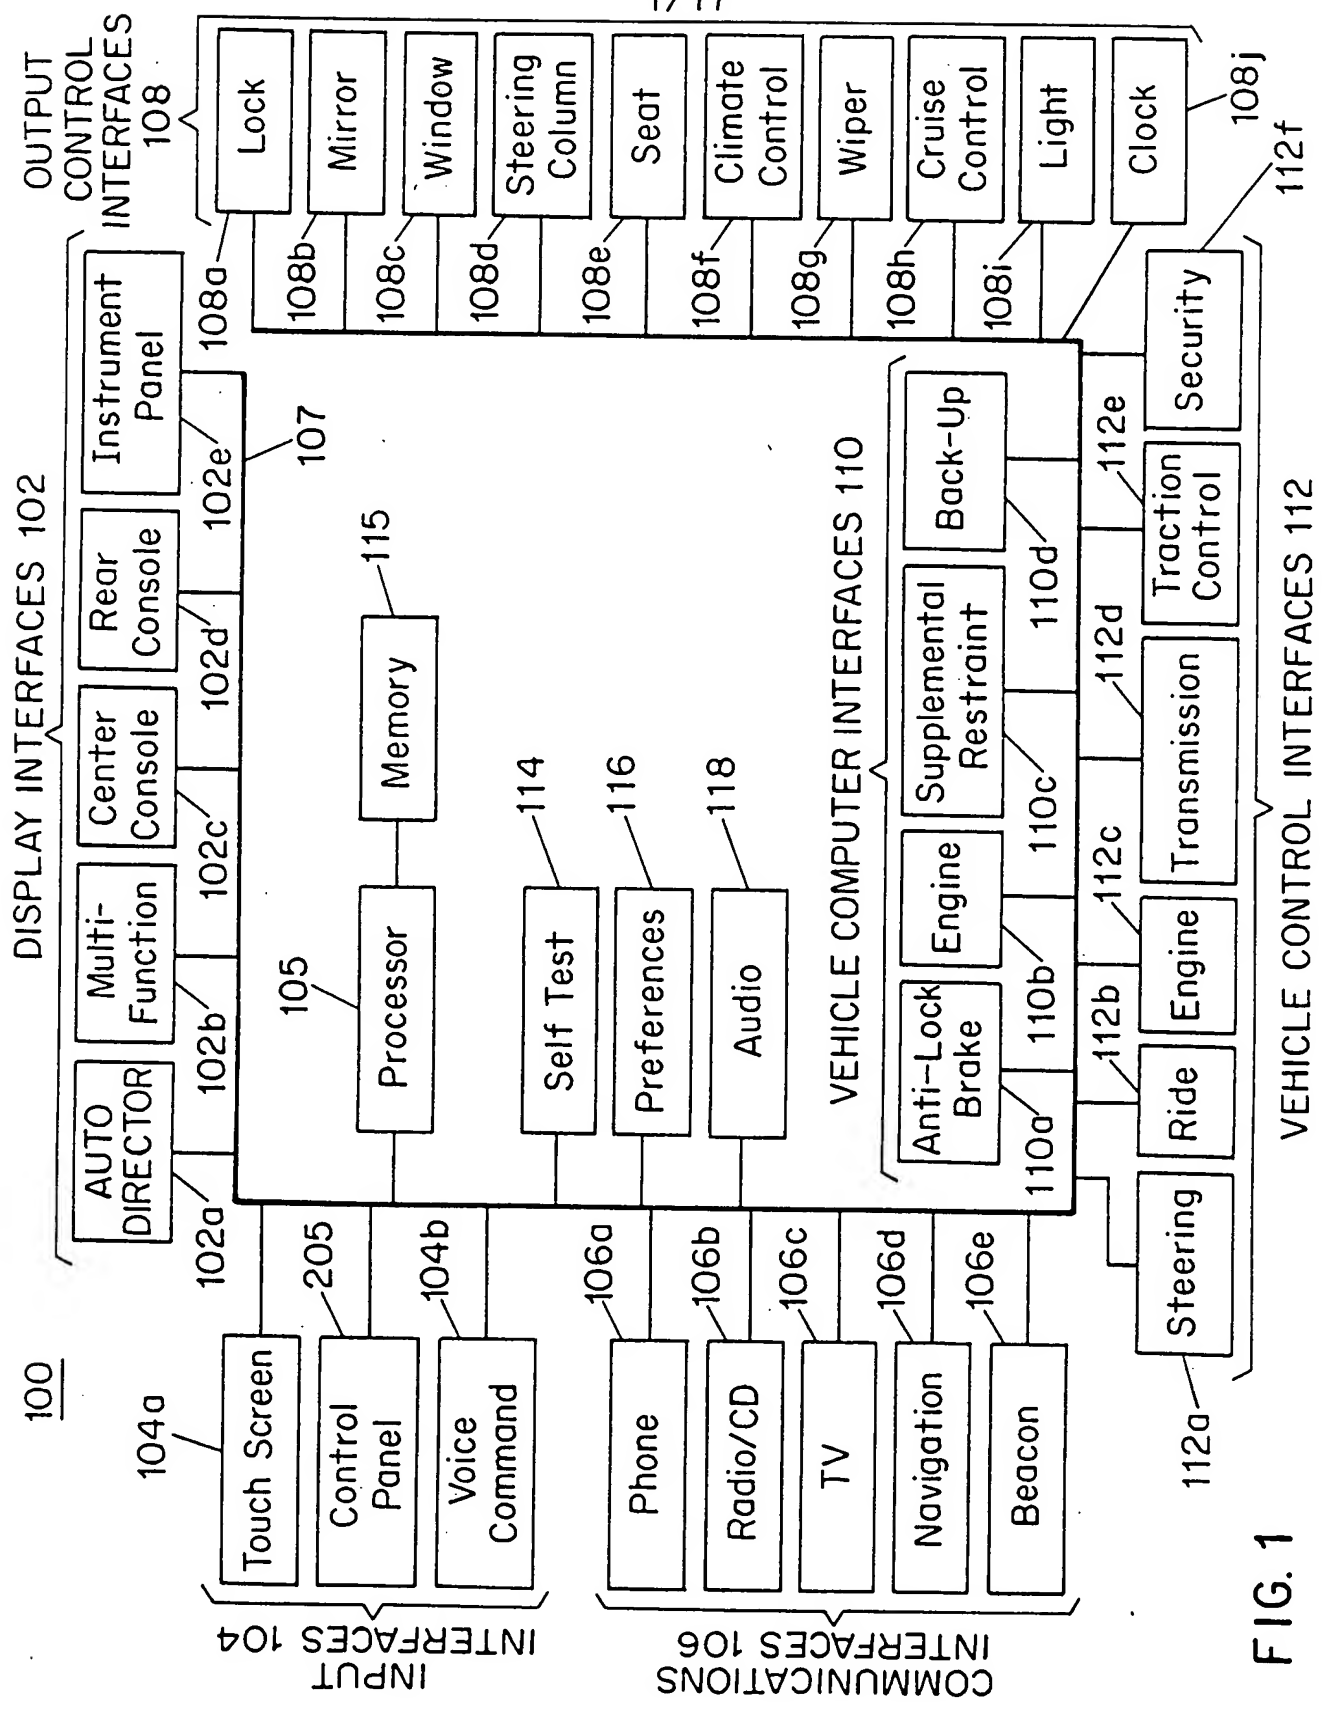 1/11
100
DISPLAY INTERFACES 102
AUTO
DIRECTOR
102a
Multi-
Function
102b
Center
Console
102c
Rear
Console
102d
Instrument
Panel
102e
107
OUTPUT
CONTROL
INTERFACES
108
Lock
108a
Mirror
108b
Window
108c
Steering
Column
108d
Seat
108e
Climate
Control
108f
Wiper
108g
Cruise
Control
108h
Light
108i
Clock
108j
INPUT
INTERFACES 104
Touch Screen
104a
Control
Panel
205
Voice
Command
104b
COMMUNICATIONS
INTERFACES 106
Phone
106a
Radio/CD
106b
TV
106c
Navigation
106d
Beacon
106e
Processor
105
Memory
115
Self Test
114
Preferences
116
Audio
118
VEHICLE COMPUTER INTERFACES 110
Anti-Lock
Brake
110a
Engine
110b
Supplemental
Restraint
110c
Back-Up
110d
Steering
112a
Ride
112b
Engine
112c
Transmission
112d
Traction
Control
112e
Security
112f
VEHICLE CONTROL INTERFACES 112
FIG. 1